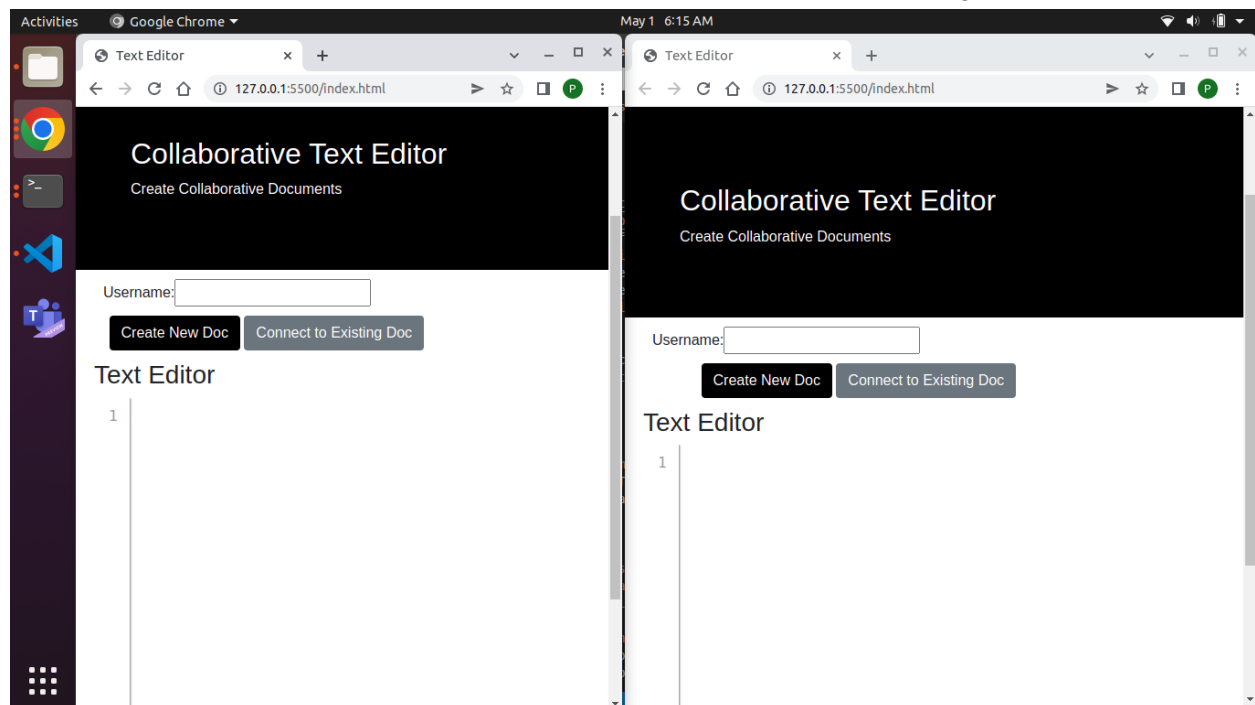 Activities Google Chrome May 1 6:15 AM
Text Editor
127.0.0.1:5500/index.html P
Collaborative Text Editor
Create Collaborative Documents
Username:
Create New Doc Connect to Existing Doc
Text Editor
1
Text Editor
127.0.0.1:5500/index.html P
Collaborative Text Editor
Create Collaborative Documents
Username:
Create New Doc Connect to Existing Doc
Text Editor
1
>_
T